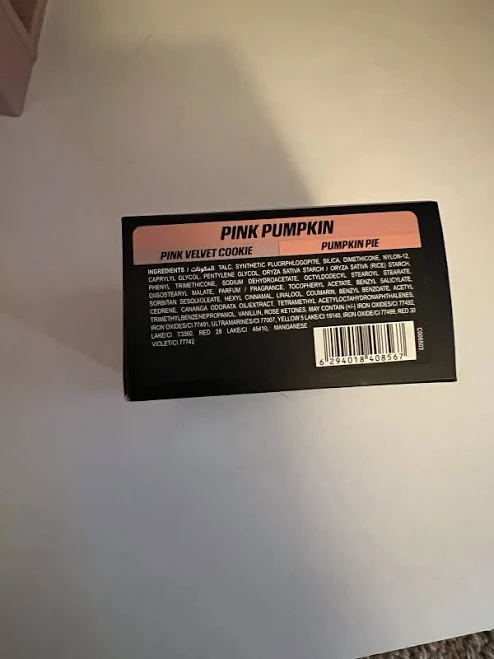 PINK PUMPKIN
PINK VELVET COOKIE
PUMPKIN PIE
INGREDIENTS / المكونات: TALC, SYNTHETIC FLUORPHLOGOPITE, SILICA, DIMETHICONE, NYLON-12,
CAPRYLYL GLYCOL, PENTYLENE GLYCOL, ORYZA SATIVA STARCH / ORYZA SATIVA (RICE) STARCH,
PHENYL TRIMETHICONE, SODIUM DEHYDROACETATE, OCTYLDODECYL STEAROYL STEARATE,
DIISOSTEARYL MALATE, PARFUM / FRAGRANCE, TOCOPHERYL ACETATE, BENZYL SALICYLATE,
SORBITAN SESQUIOLEATE, HEXYL CINNAMAL, LINALOOL, COUMARIN, BENZYL BENZOATE, ACETYL
CEDRENE, CANANGA ODORATA OIL/EXTRACT, TETRAMETHYL ACETYLOCTAHYDRONAPHTHALENES,
TRIMETHYLBENZENEPROPANOL, VANILLIN, ROSE KETONES. MAY CONTAIN (+/-) IRON OXIDES/CI 77492,
IRON OXIDES/CI 77491, ULTRAMARINES/CI 77007, YELLOW 5 LAKE/CI 19140, IRON OXIDES/CI 77499, RED 30
LAKE/CI 73360, RED 28 LAKE/CI 45410, MANGANESE
VIOLET/CI 77742
6 294018 408567